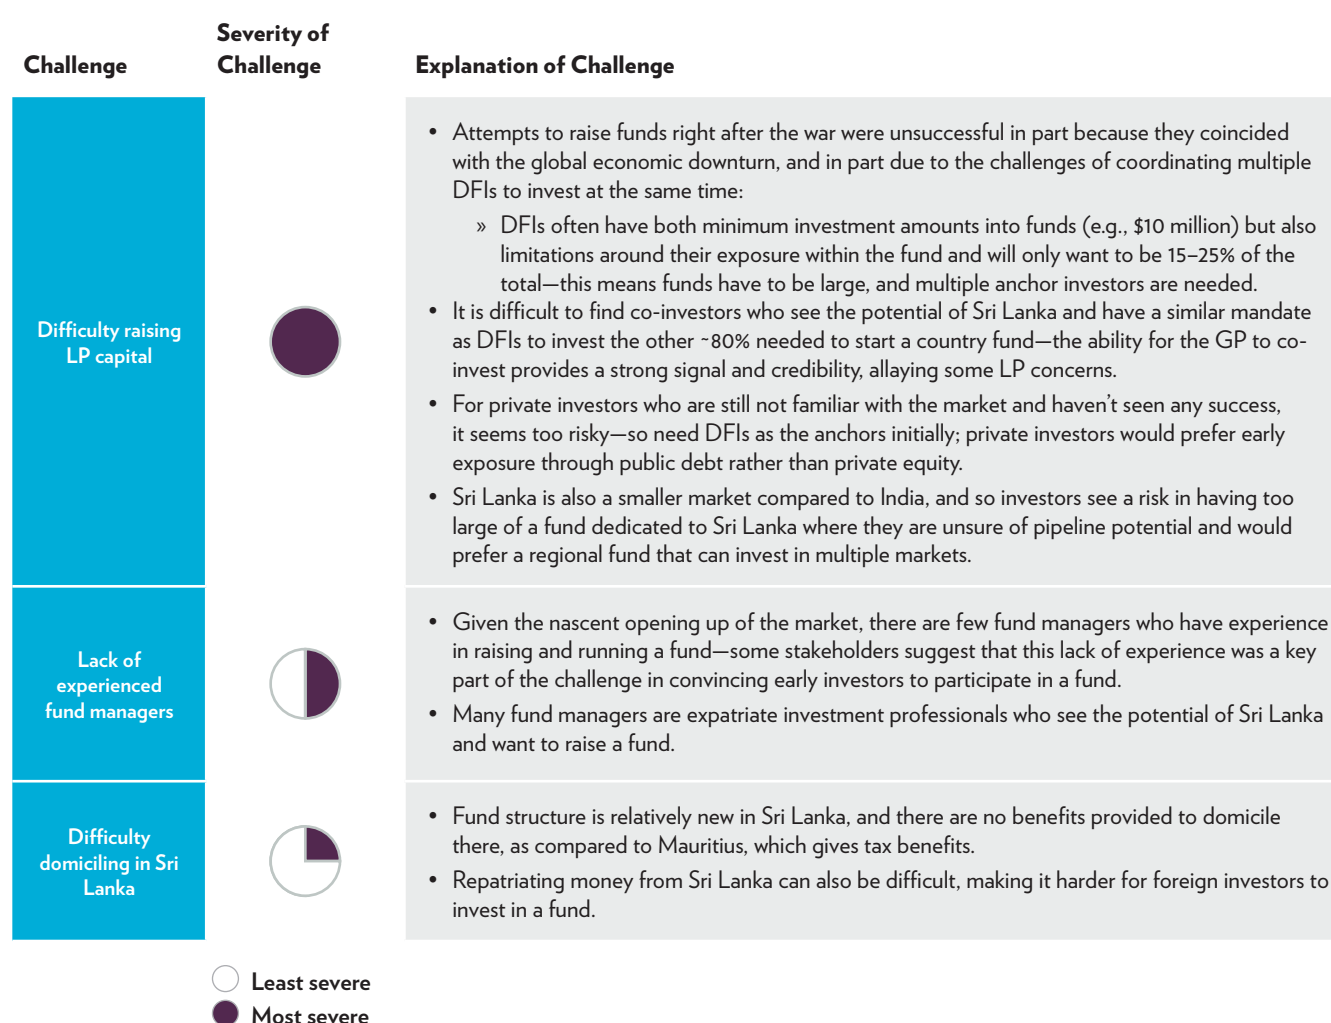 Challenge
Severity of
Challenge
Explanation of Challenge
Difficulty raising
LP capital
• Attempts to raise funds right after the war were unsuccessful in part because they coincided
with the global economic downturn, and in part due to the challenges of coordinating multiple
DFIs to invest at the same time:
» DFIs often have both minimum investment amounts into funds (e.g., $10 million) but also
limitations around their exposure within the fund and will only want to be 15–25% of the
total—this means funds have to be large, and multiple anchor investors are needed.
• It is difficult to find co-investors who see the potential of Sri Lanka and have a similar mandate
as DFIs to invest the other ~80% needed to start a country fund—the ability for the GP to co-
invest provides a strong signal and credibility, allaying some LP concerns.
• For private investors who are still not familiar with the market and haven’t seen any success,
it seems too risky—so need DFIs as the anchors initially; private investors would prefer early
exposure through public debt rather than private equity.
• Sri Lanka is also a smaller market compared to India, and so investors see a risk in having too
large of a fund dedicated to Sri Lanka where they are unsure of pipeline potential and would
prefer a regional fund that can invest in multiple markets.
Lack of
experienced
fund managers
• Given the nascent opening up of the market, there are few fund managers who have experience
in raising and running a fund—some stakeholders suggest that this lack of experience was a key
part of the challenge in convincing early investors to participate in a fund.
• Many fund managers are expatriate investment professionals who see the potential of Sri Lanka
and want to raise a fund.
Difficulty
domiciling in Sri
Lanka
• Fund structure is relatively new in Sri Lanka, and there are no benefits provided to domicile
there, as compared to Mauritius, which gives tax benefits.
• Repatriating money from Sri Lanka can also be difficult, making it harder for foreign investors to
invest in a fund.
Least severe
Most severe